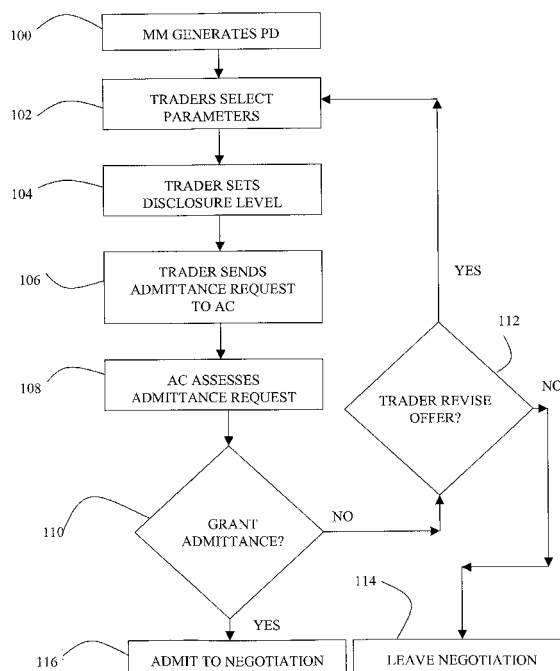 100
MM GENERATES PD
102
TRADERS SELECT
PARAMETERS
104
TRADER SETS
DISCLOSURE LEVEL
106
TRADER SENDS
ADMITTANCE REQUEST
TO AC
YES
108
AC ASSESSES
ADMITTANCE REQUEST
112
TRADER REVISE
OFFER?
NO
110
GRANT
ADMITTANCE?
NO
YES
116
ADMIT TO NEGOTIATION
114
LEAVE NEGOTIATION